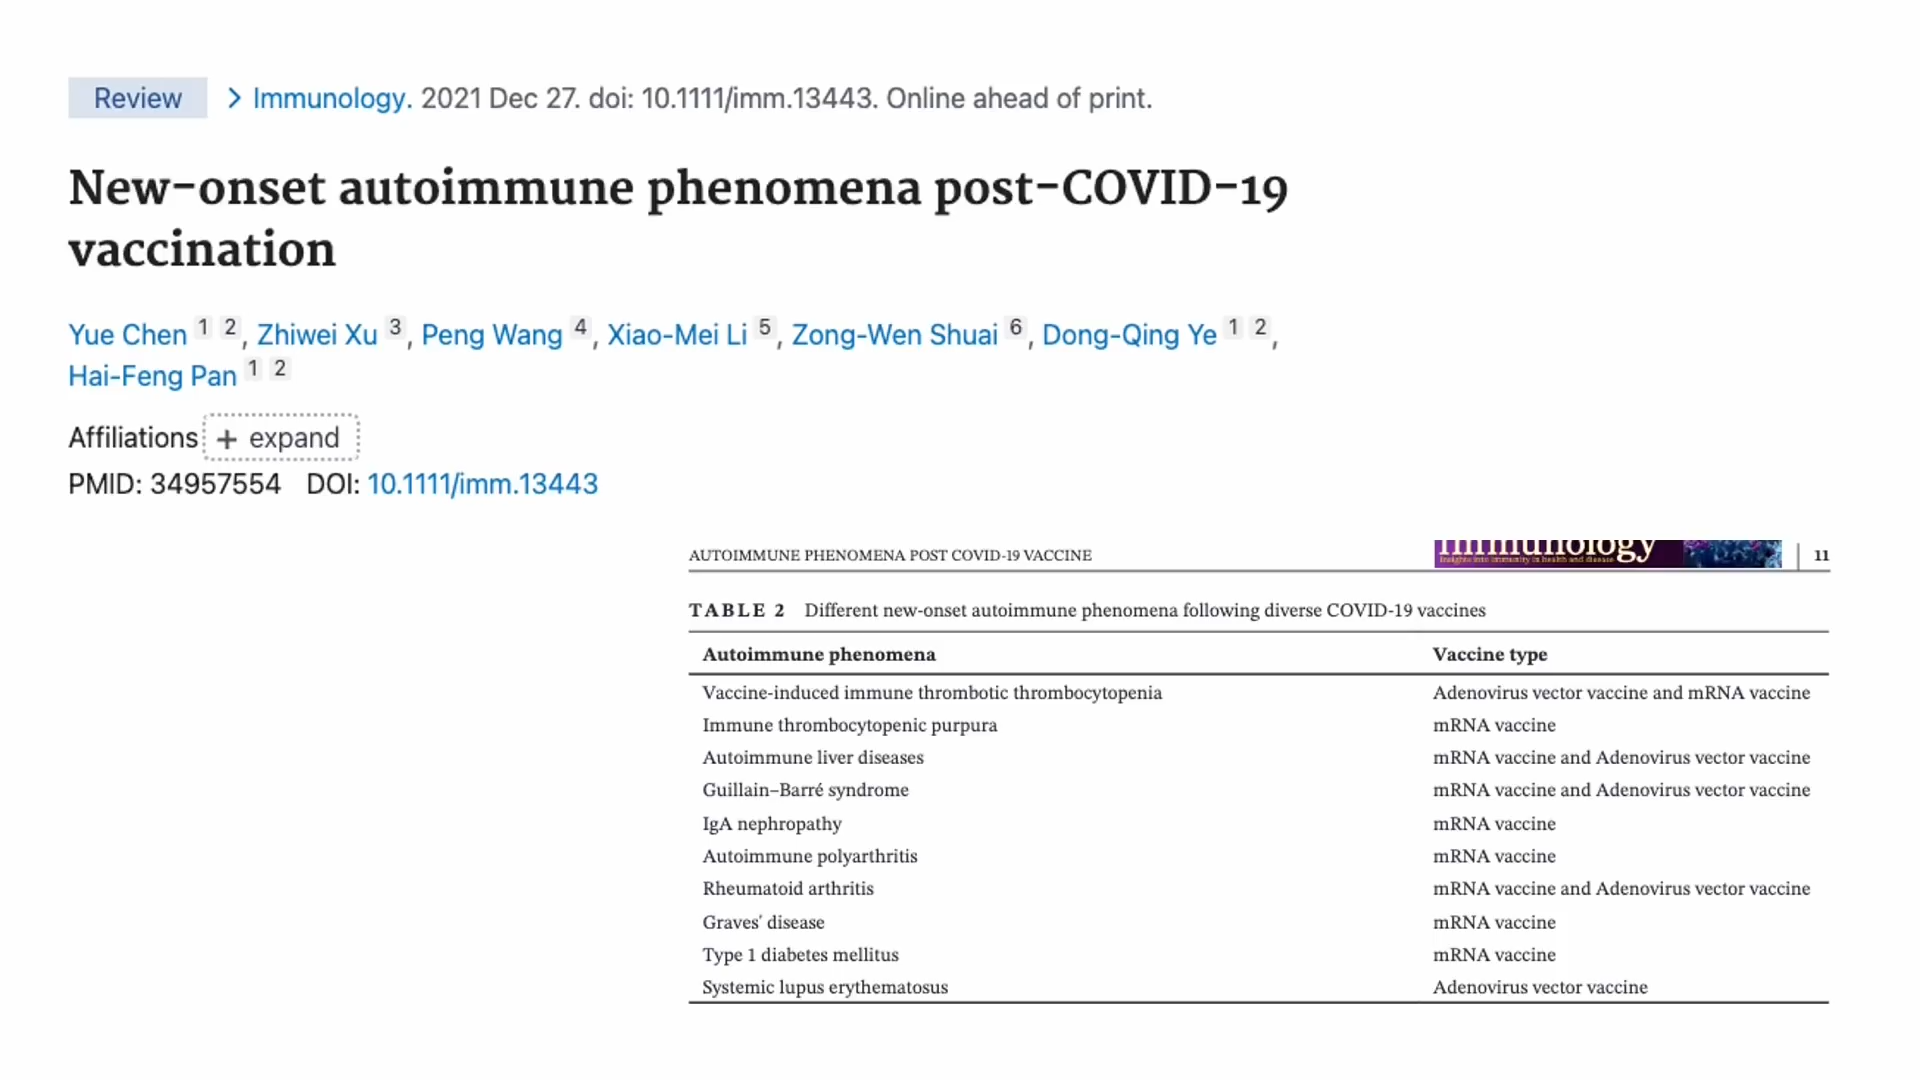 Review > Immunology. 2021 Dec 27. doi: 10.1111/imm.13443. Online ahead of print.
New-onset autoimmune phenomena post-COVID-19
vaccination
Yue Chen 1 2, Zhiwei Xu 3, Peng Wang 4, Xiao-Mei Li 5, Zong-Wen Shuai 6, Dong-Qing Ye 1 2,
Hai-Feng Pan 1 2
Affiliations + expand
PMID: 34957554 DOI: 10.1111/imm.13443
AUTOIMMUNE PHENOMENA POST COVID-19 VACCINE immunology | 11
Insights into immunity in health and disease
TABLE 2 Different new-onset autoimmune phenomena following diverse COVID-19 vaccines
Autoimmune phenomena Vaccine type
Vaccine-induced immune thrombotic thrombocytopenia Adenovirus vector vaccine and mRNA vaccine
Immune thrombocytopenic purpura mRNA vaccine
Autoimmune liver diseases mRNA vaccine and Adenovirus vector vaccine
Guillain–Barré syndrome mRNA vaccine and Adenovirus vector vaccine
IgA nephropathy mRNA vaccine
Autoimmune polyarthritis mRNA vaccine
Rheumatoid arthritis mRNA vaccine and Adenovirus vector vaccine
Graves' disease mRNA vaccine
Type 1 diabetes mellitus mRNA vaccine
Systemic lupus erythematosus Adenovirus vector vaccine